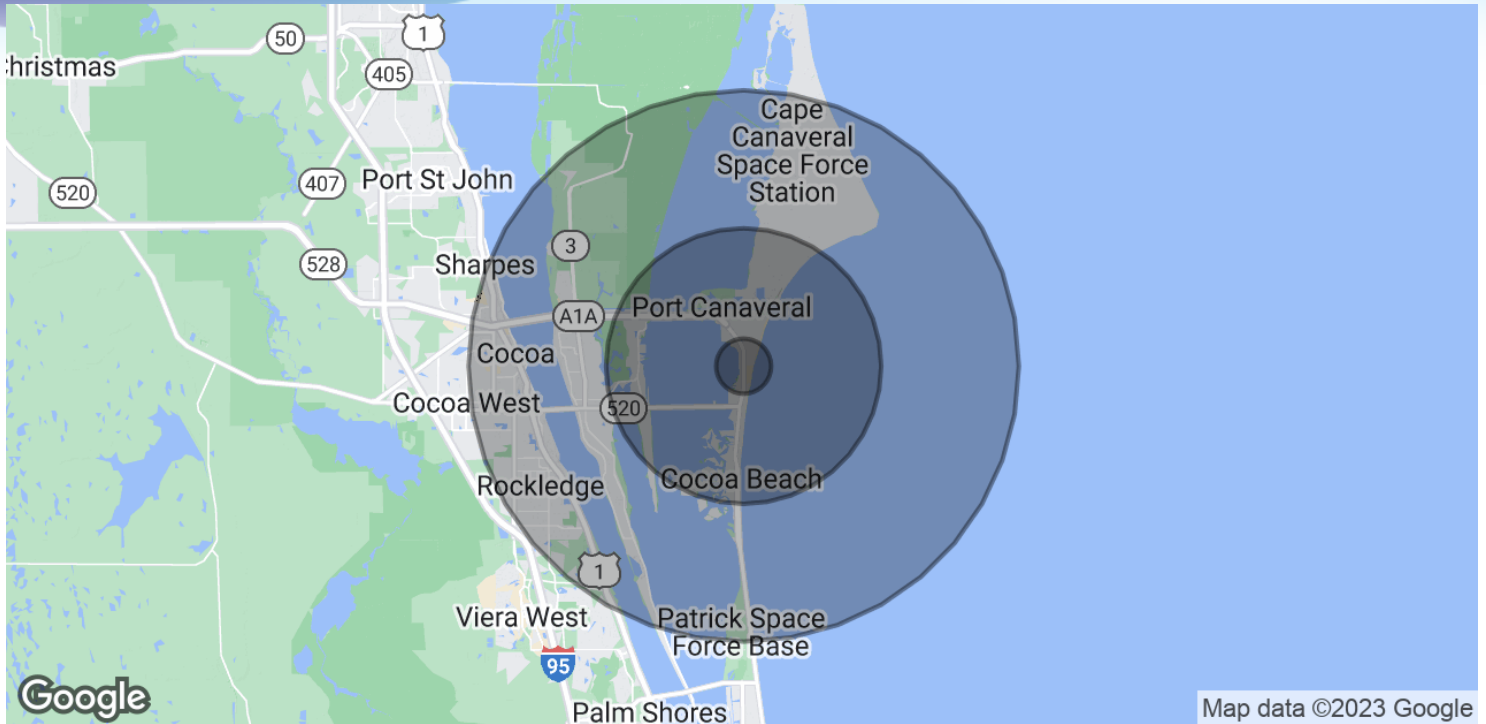 1
50
405
Christmas
Cape
Canaveral
Space Force
Station
407
Port St John
520
3
528
Sharpes
A1A
Port Canaveral
Cocoa
Cocoa West
520
Rockledge
Cocoa Beach
1
Viera West
Patrick Space
Force Base
95
Palm Shores
Google
Map data ©2023 Google